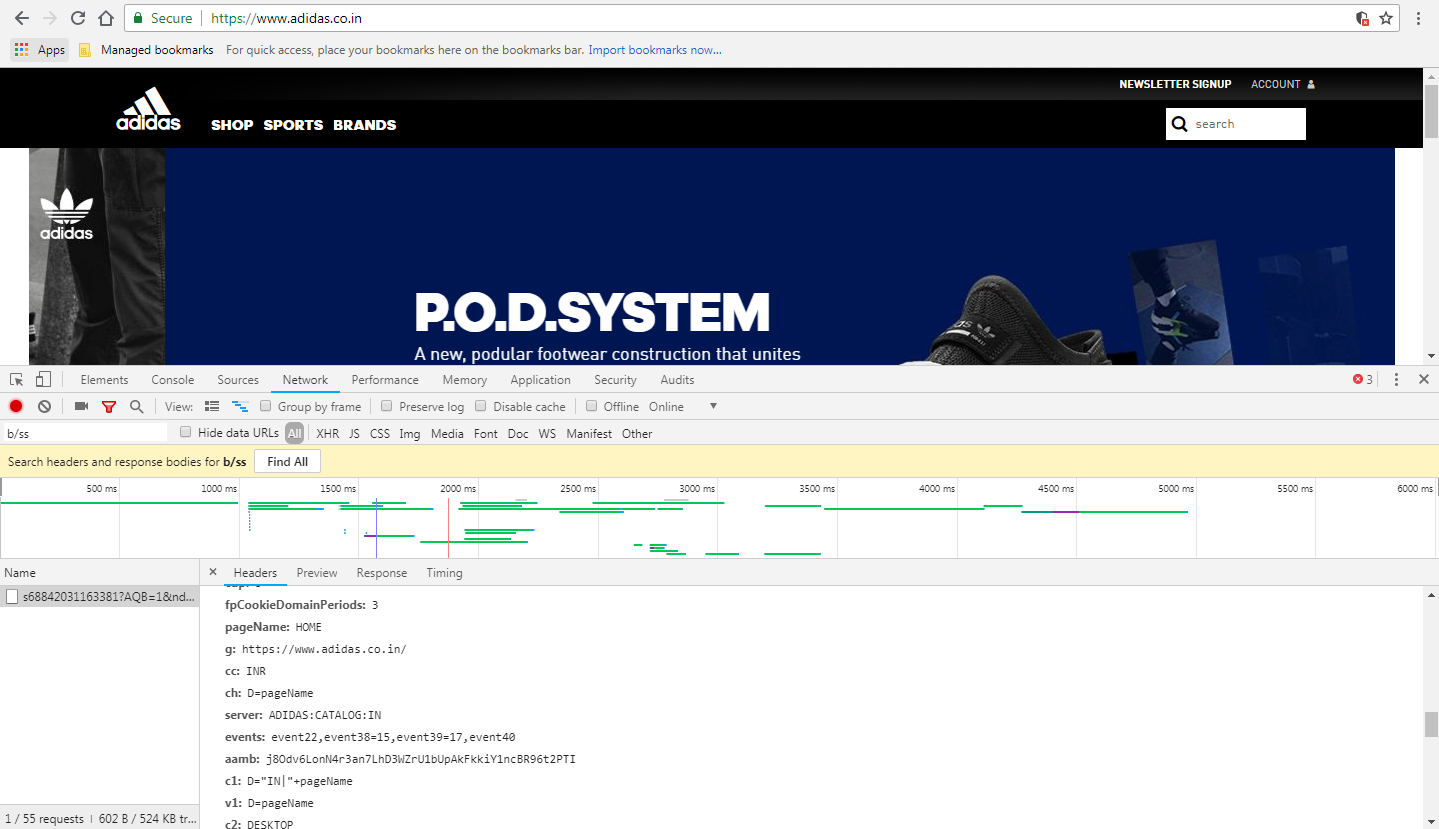 Secure https://www.adidas.co.in
Apps Managed bookmarks For quick access, place your bookmarks here on the bookmarks bar. Import bookmarks now...
NEWSLETTER SIGNUP ACCOUNT
adidas SHOP SPORTS BRANDS search
adidas
P.O.D.SYSTEM
A new, podular footwear construction that unites
adidas
Elements Console Sources Network Performance Memory Application Security Audits 3
View: Group by frame Preserve log Disable cache Offline Online
b/ss Hide data URLs All XHR JS CSS Img Media Font Doc WS Manifest Other
Search headers and response bodies for b/ss Find All
500 ms 1000 ms 1500 ms 2000 ms 2500 ms 3000 ms 3500 ms 4000 ms 4500 ms 5000 ms 5500 ms 6000 ms
Name × Headers Preview Response Timing
s68842031163381?AQB=1&nd...
fpCookieDomainPeriods: 3
pageName: HOME
g: https://www.adidas.co.in/
cc: INR
ch: D=pageName
server: ADIDAS:CATALOG:IN
events: event22,event38=15,event39=17,event40
aamb: j8Odv6LonN4r3an7LhD3WZrU1bUpAkFkkiY1ncBR96t2PTI
c1: D="IN|"+pageName
v1: D=pageName
c2: DESKTOP
1 / 55 requests | 602 B / 524 KB tr...